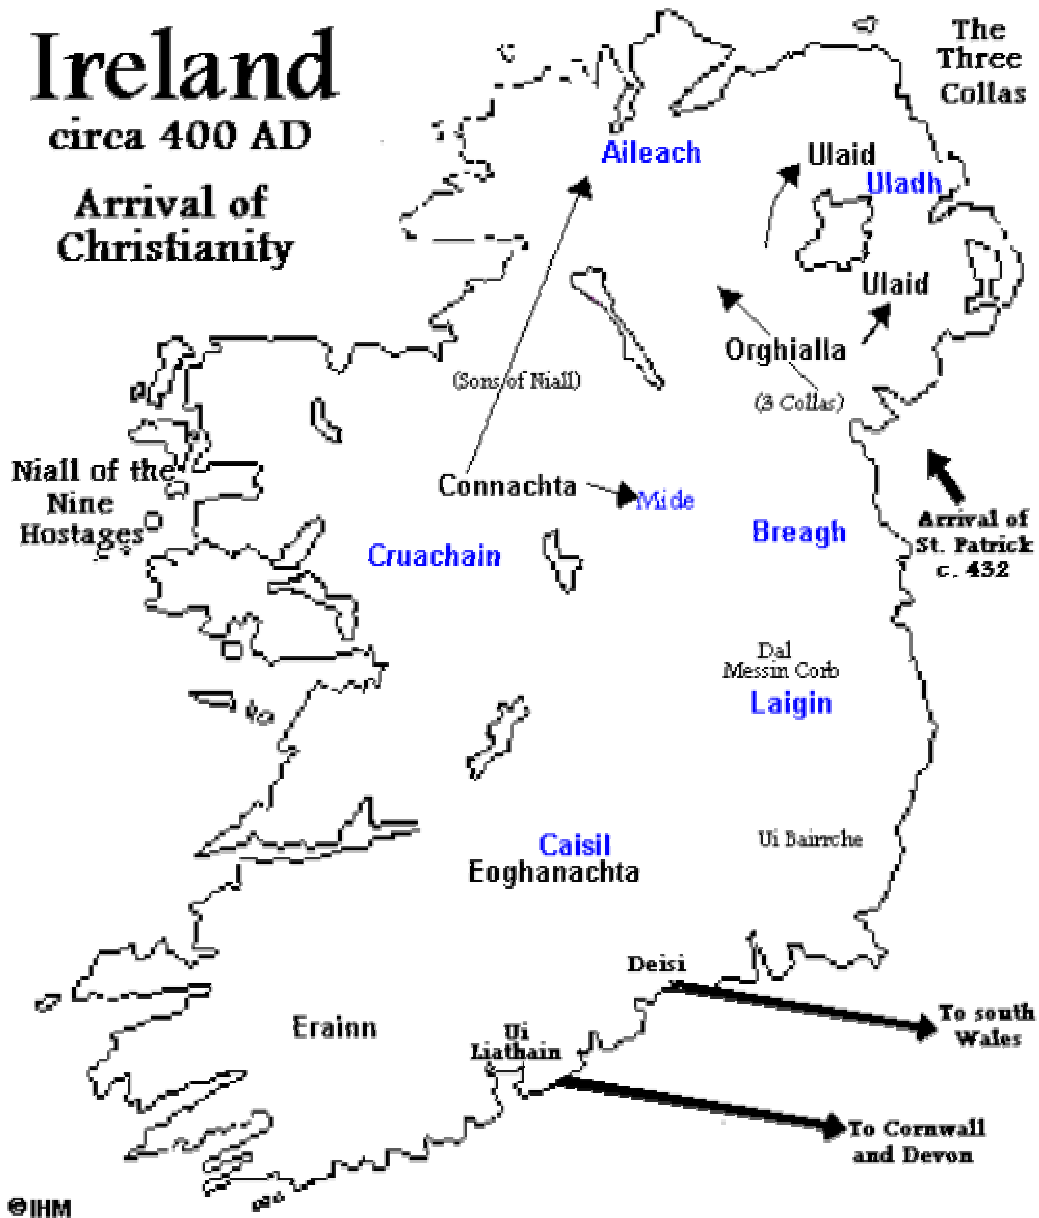 Ireland
circa 400 AD
Arrival of
Christianity
The
Three
Collas
Aileach
Ulaid
Uladh
Ulaid
Orghialla
(3 Collas)
(Sons of Niall)
Niall of the
Nine
Hostages
Connachta
Mide
Cruachain
Breagh
Arrival of
St. Patrick
c. 432
Dal
Messin Corb
Laigin
Caisil
Eoghanachta
Ui Bairrche
Deisi
To south
Wales
Erainn
Ui
Liathain
To Cornwall
and Devon
©IHM